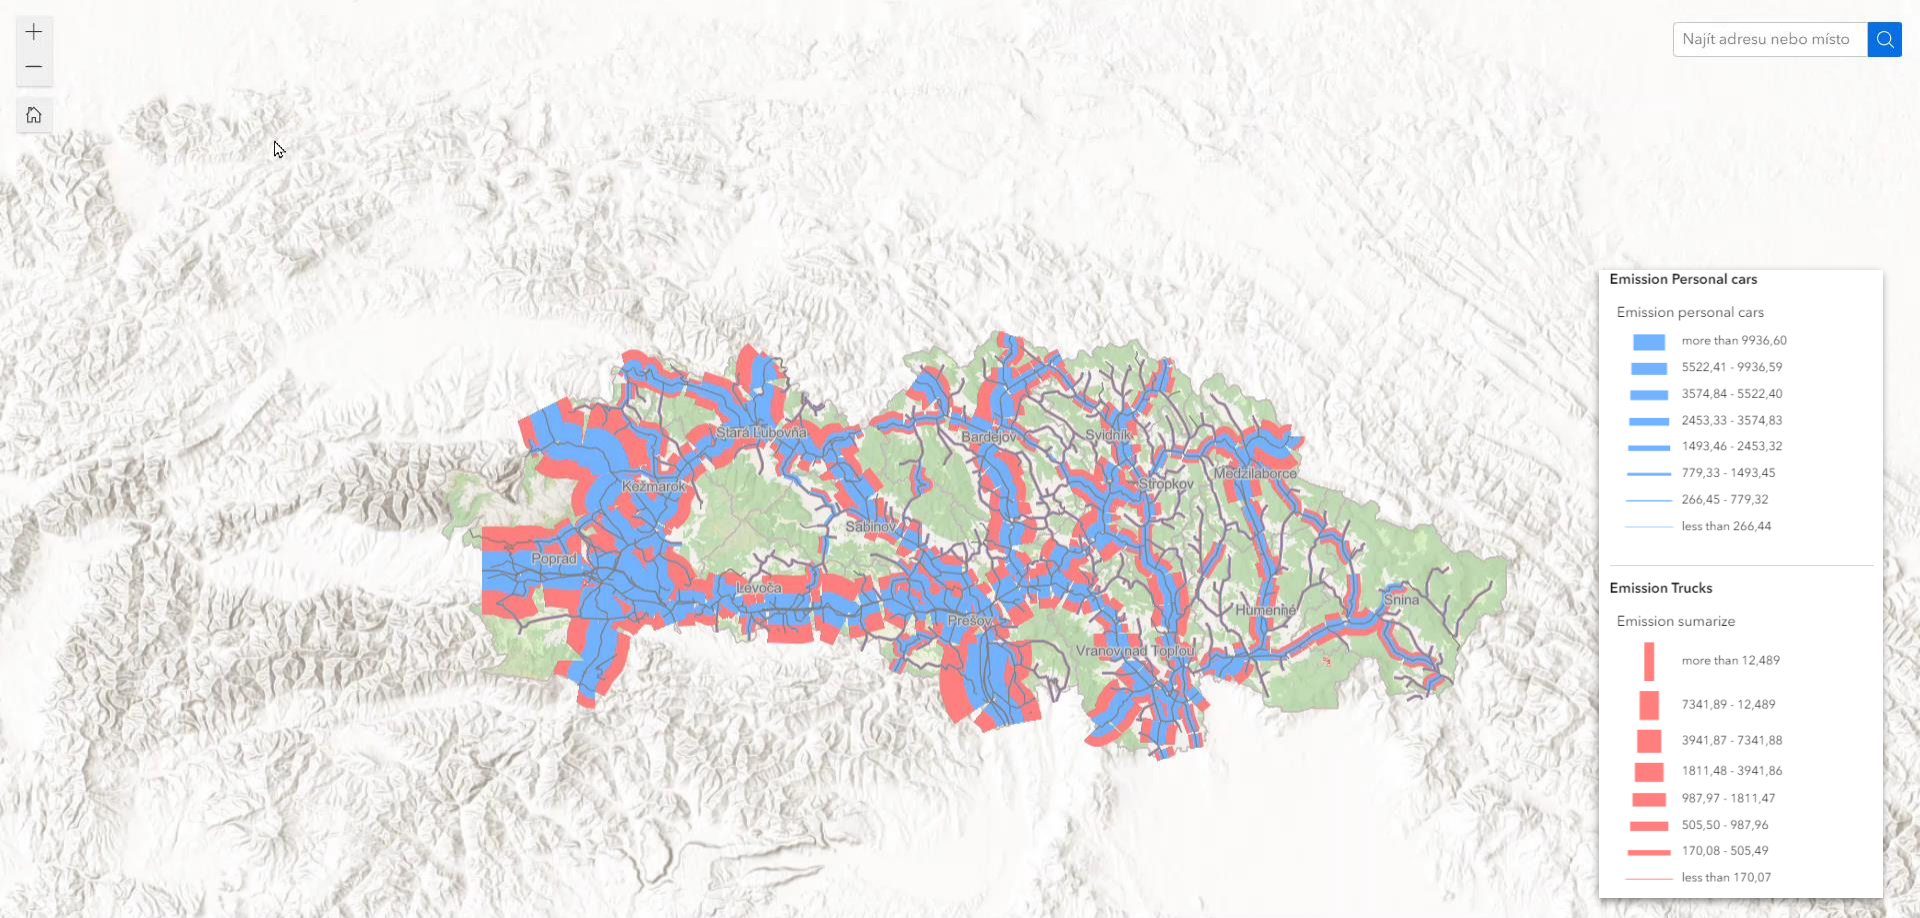 Najít adresu nebo místo
Stará Ľubovňa
Bardejov
Svidník
Medzilaborce
Kežmarok
Stropkov
Sabinov
Poprad
Levoča
Snina
Humenné
Prešov
Vranov nad Topľou
Emission Personal cars
Emission personal cars
more than 9936,60
5522,41 - 9936,59
3574,84 - 5522,40
2453,33 - 3574,83
1493,46 - 2453,32
779,33 - 1493,45
266,45 - 779,32
less than 266,44
Emission Trucks
Emission sumarize
more than 12,489
7341,89 - 12,489
3941,87 - 7341,88
1811,48 - 3941,86
987,97 - 1811,47
505,50 - 987,96
170,08 - 505,49
less than 170,07